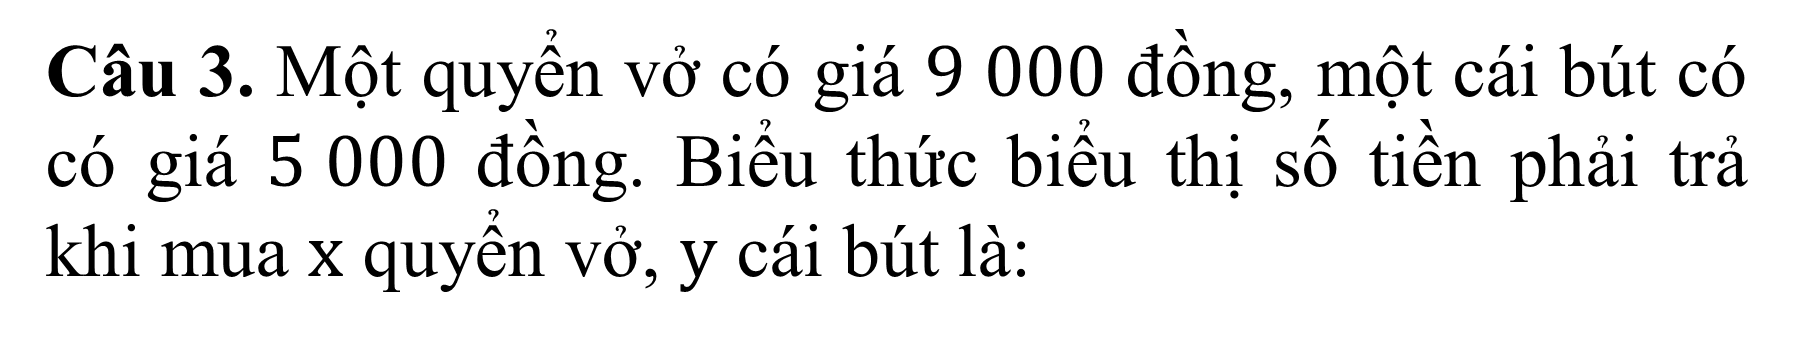 Câu 3. Một quyển vở có giá 9 000 đồng, một cái bút có
có giá 5 000 đồng. Biểu thức biểu thị số tiền phải trả
khi mua x quyển vở, y cái bút là: